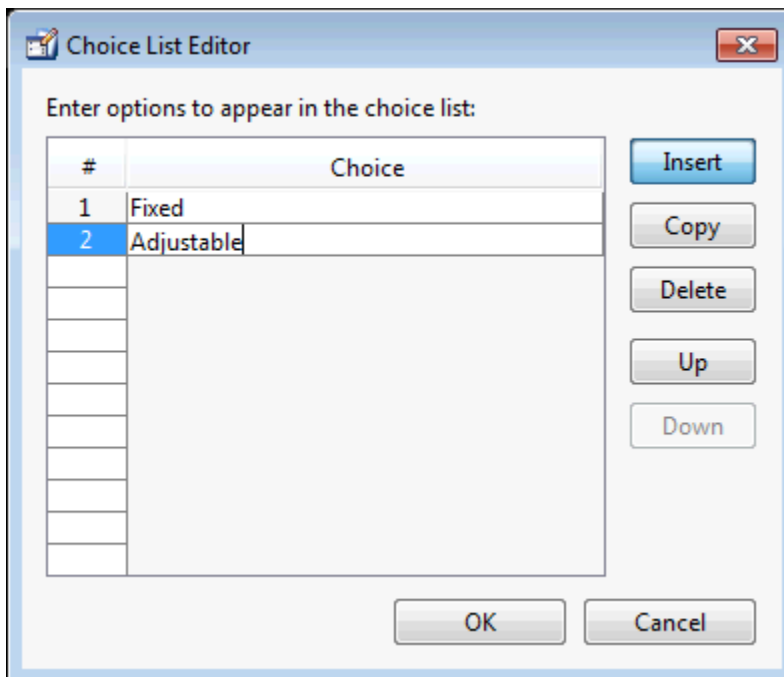 Choice List Editor
Enter options to appear in the choice list:
# Choice
1 Fixed
2 Adjustable
Insert
Copy
Delete
Up
Down
OK Cancel